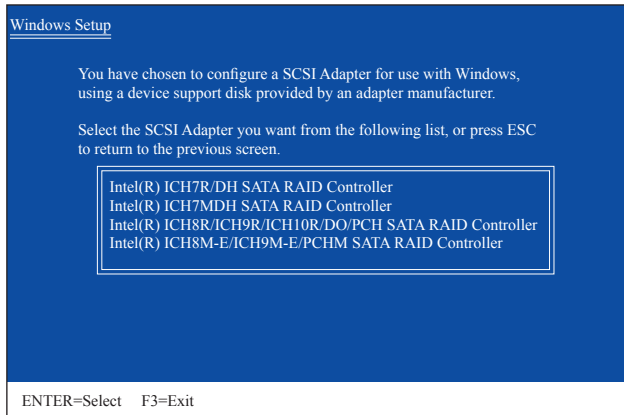 Windows Setup
You have chosen to configure a SCSI Adapter for use with Windows,
using a device support disk provided by an adapter manufacturer.
Select the SCSI Adapter you want from the following list, or press ESC
to return to the previous screen.
Intel(R) ICH7R/DH SATA RAID Controller
Intel(R) ICH7MDH SATA RAID Controller
Intel(R) ICH8R/ICH9R/ICH10R/DO/PCH SATA RAID Controller
Intel(R) ICH8M-E/ICH9M-E/PCHM SATA RAID Controller
ENTER=Select F3=Exit